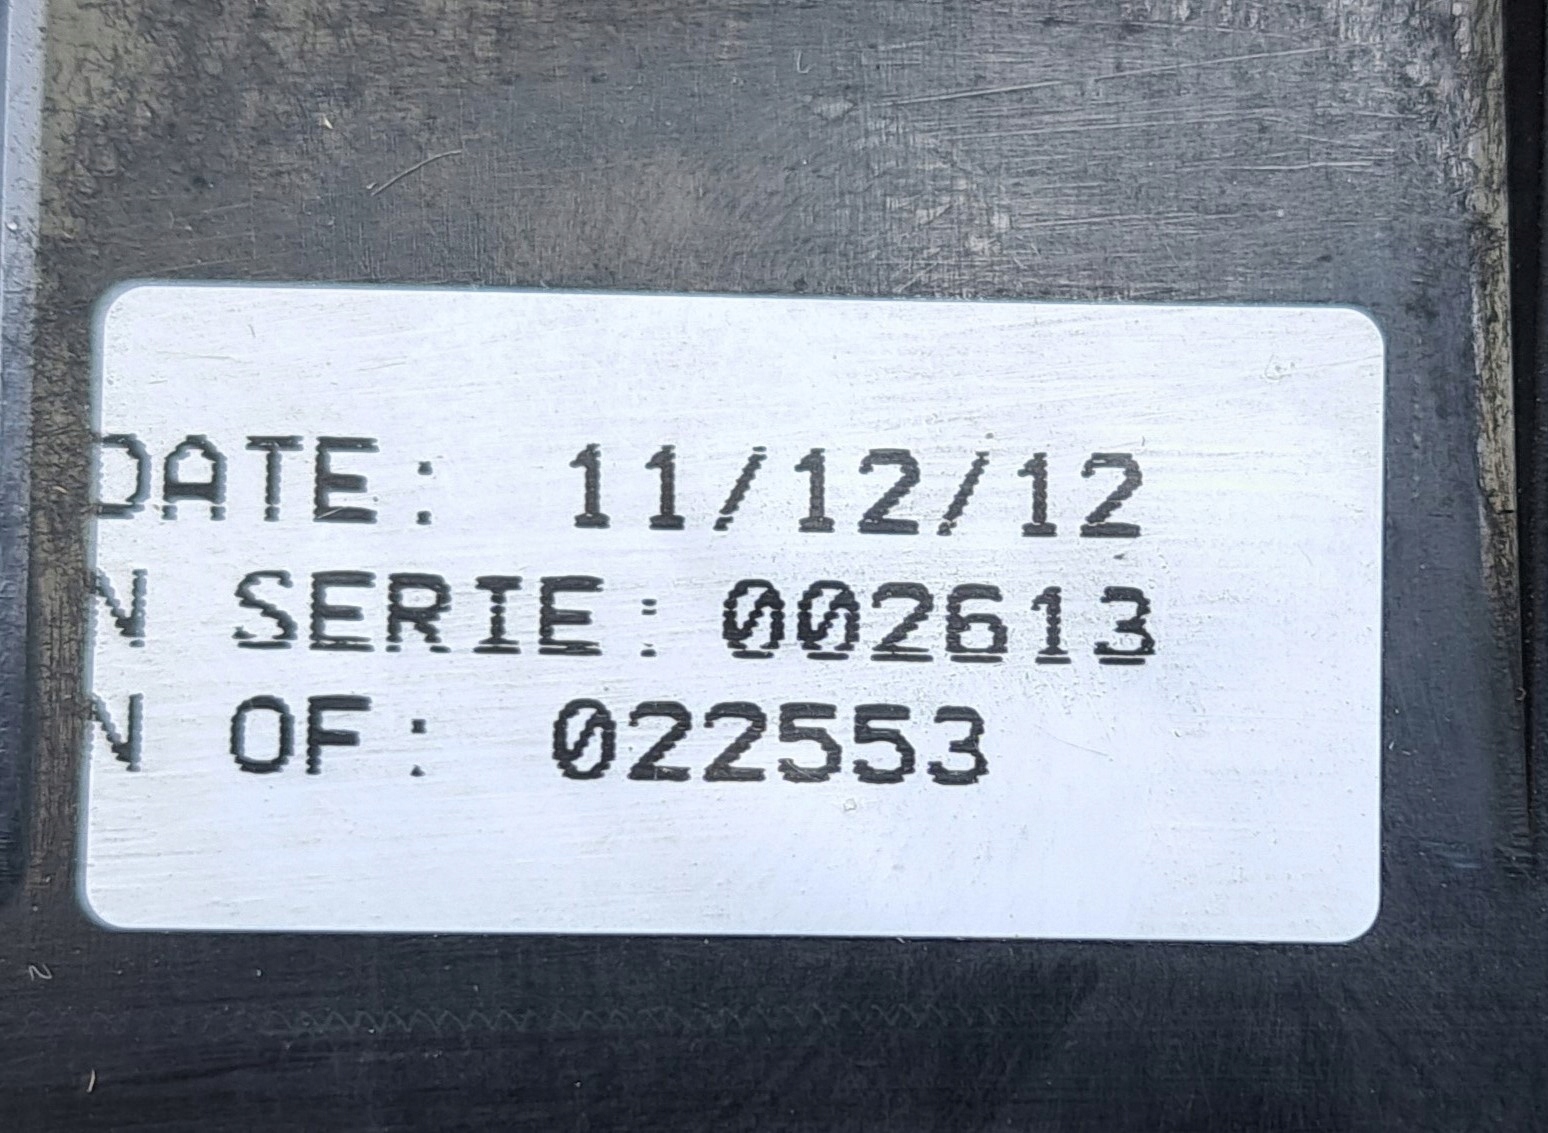 DATE: 11/12/12
N SERIE: 002613
N OF: 022553